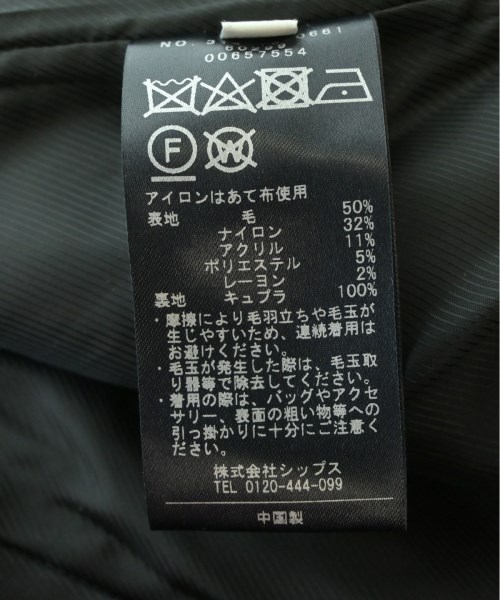 00657554
F
W
アイロンはあて布使用
表地 毛 50%
ナイロン 32%
アクリル 11%
ポリエステル 5%
レーヨン 2%
裏地 キュプラ 100%
・摩擦により毛羽立ちや毛玉が
生じやすいため、連続着用は
お避けください。
・毛玉が発生した際は、毛玉取
り器等で除去してください。
・着用の際は、バッグやアクセ
サリー、表面の粗い物等への
引っ掛かりに十分にご注意く
ださい。
株式会社シップス
TEL 0120-444-099
中国製